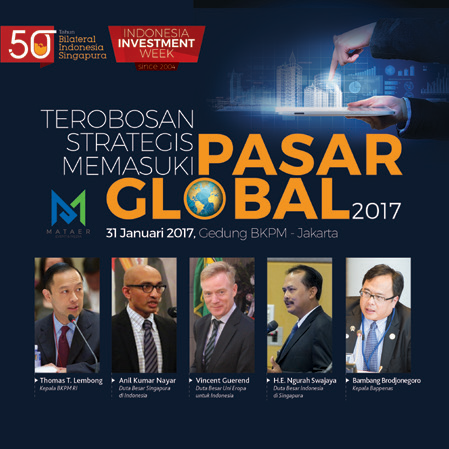 50
Tahun
Bilateral
Indonesia
Singapura
INDONESIA
INVESTMENT
WEEK
since 2004
TEROBOSAN
STRATEGIS
MEMASUKI PASAR
GLOBAL 2017
MATAER
31 Januari 2017, Gedung BKPM - Jakarta
Thomas T. Lembong
Kepala BKPM RI
Anil Kumar Nayar
Duta Besar Singapura
di Indonesia
Vincent Guerend
Duta Besar Uni Eropa
untuk Indonesia
H.E. Ngurah Swajaya
Duta Besar Indonesia
di Singapura
Bambang Brodjonegoro
Kepala Bappenas